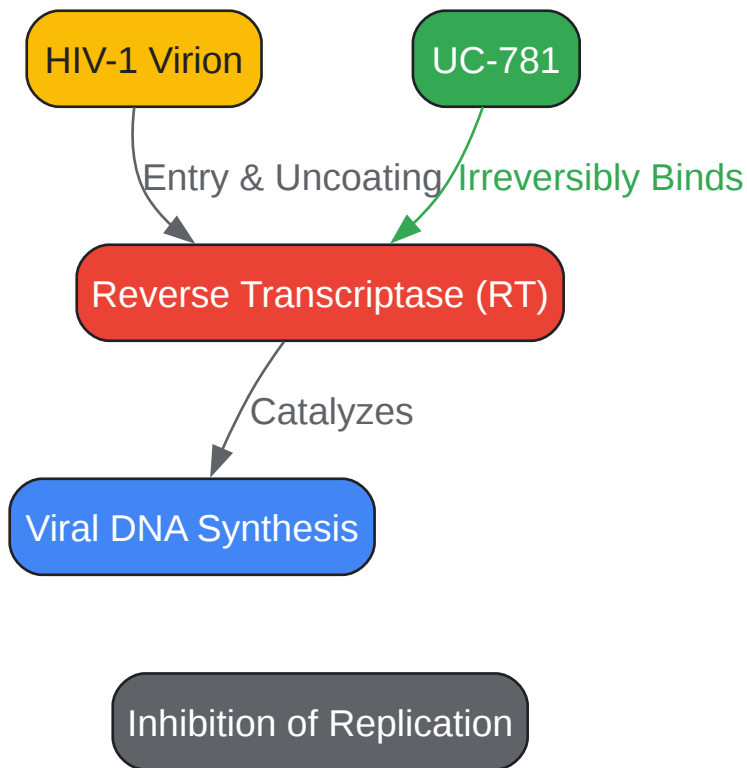 HIV-1 Virion
UC-781
Entry & Uncoating
Irreversibly Binds
Reverse Transcriptase (RT)
Catalyzes
Viral DNA Synthesis
Inhibition of Replication